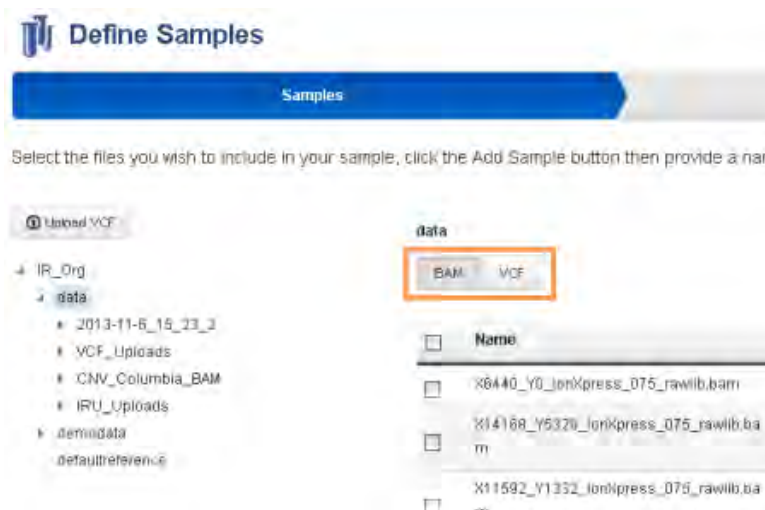 Define Samples
Samples
Select the files you wish to include in your sample, click the Add Sample button then provide a nar
Upload VCF
IR_Org
data
2013-11-6_15_23_2
VCF_Uploads
CNV_Columbia_BAM
IRU_Uploads
demodata
defaultreference
data
BAM VCF
Name
X6440_Y0_IonXpress_075_rawlib.bam
X14168_Y5320_IonXpress_075_rawlib.ba
m
X11592_Y1332_IonXpress_075_rawlib.ba